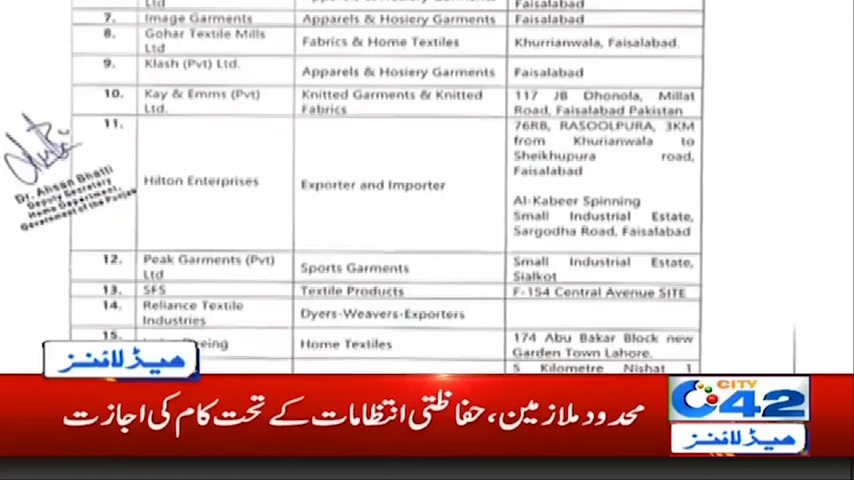 Ltd
Faisalabad
7. Image Garments Apparels & Hosiery Garments Faisalabad
8. Gohar Textile Mills Ltd Fabrics & Home Textiles Khurrianwala, Faisalabad.
9. Klash (Pvt) Ltd. Apparels & Hosiery Garments Faisalabad
10. Kay & Emms (Pvt) Ltd. Knitted Garments & Knitted Fabrics 117 JB Dhonola, Millat Road, Faisalabad Pakistan
11. Hilton Enterprises Exporter and Importer 76RB, RASOOLPURA, 3KM
from Khurianwala to
Sheikhupura road,
Faisalabad
Al-Kabeer Spinning
Small Industrial Estate,
Sargodha Road, Faisalabad
12. Peak Garments (Pvt) Ltd Sports Garments Small Industrial Estate, Sialkot
13. SFS Textile Products F-154 Central Avenue SITE
14. Reliance Textile Industries Dyers-Weavers-Exporters
15. Home Textiles 174 Abu Bakar Block new Garden Town Lahore.
5 Kilometre Nishat
Dr. Ahsan Bhatti
Deputy Secretary
Home Department,
Government of the Punjab
ہیڈلائنز
محدود ملازمین، حفاظتی انتظامات کے تحت کام کی اجازت
CITY
42
ہیڈلائنز